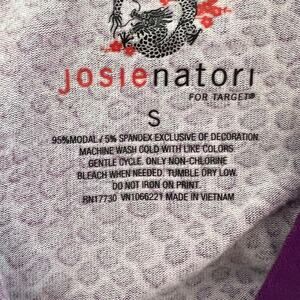 josienatori
FOR TARGET®
S
95%MODAL / 5% SPANDEX EXCLUSIVE OF DECORATION
MACHINE WASH COLD WITH LIKE COLORS
GENTLE CYCLE. ONLY NON-CHLORINE
BLEACH WHEN NEEDED. TUMBLE DRY LOW.
DO NOT IRON ON PRINT.
RN17730 VN1066221 MADE IN VIETNAM